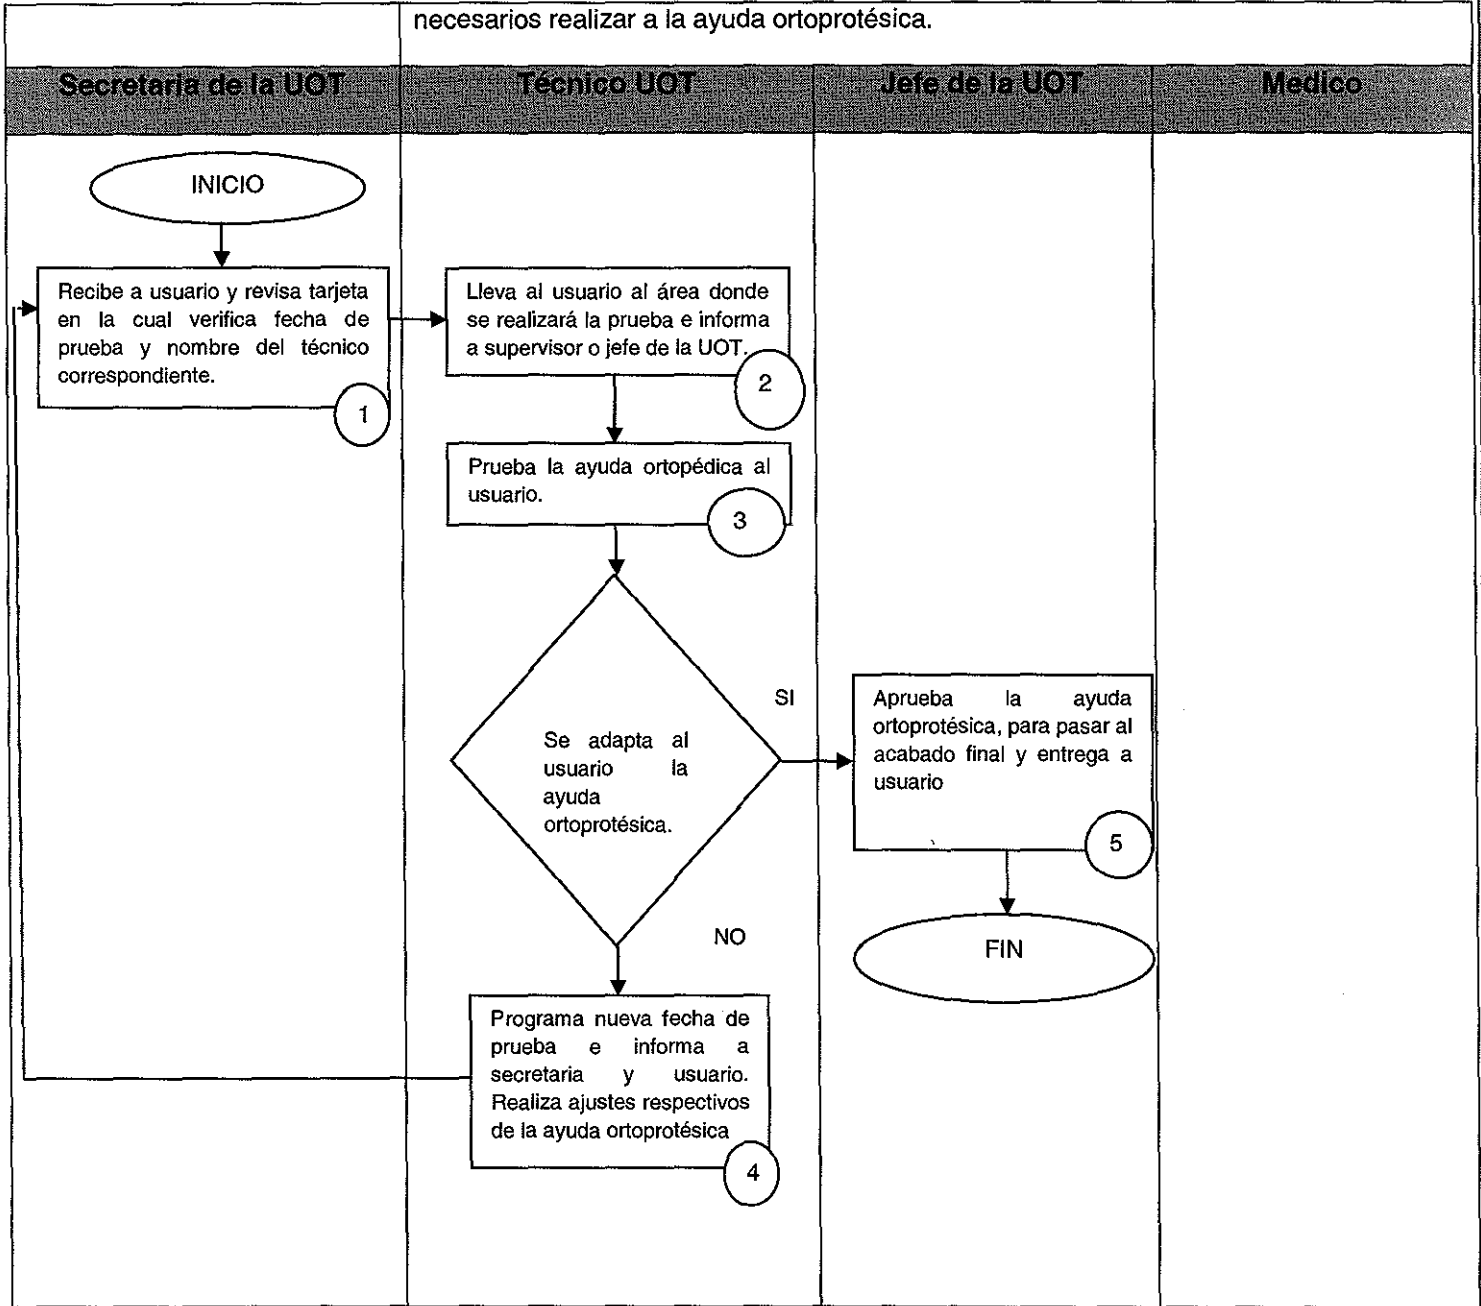 necesarios realizar a la ayuda ortoprotésica.
Secretaria de la UOT
Técnico UOT
Jefe de la UOT
Medico
INICIO
Recibe a usuario y revisa tarjeta
en la cual verifica fecha de
prueba y nombre del técnico
correspondiente.
1
Lleva al usuario al área donde
se realizará la prueba e informa
a supervisor o jefe de la UOT.
2
Prueba la ayuda ortopédica al
usuario.
3
Se adapta al
usuario la
ayuda
ortoprotésica.
SI
Aprueba la ayuda
ortoprotésica, para pasar al
acabado final y entrega a
usuario
5
FIN
NO
Programa nueva fecha de
prueba e informa a
secretaria y usuario.
Realiza ajustes respectivos
de la ayuda ortoprotésica
4